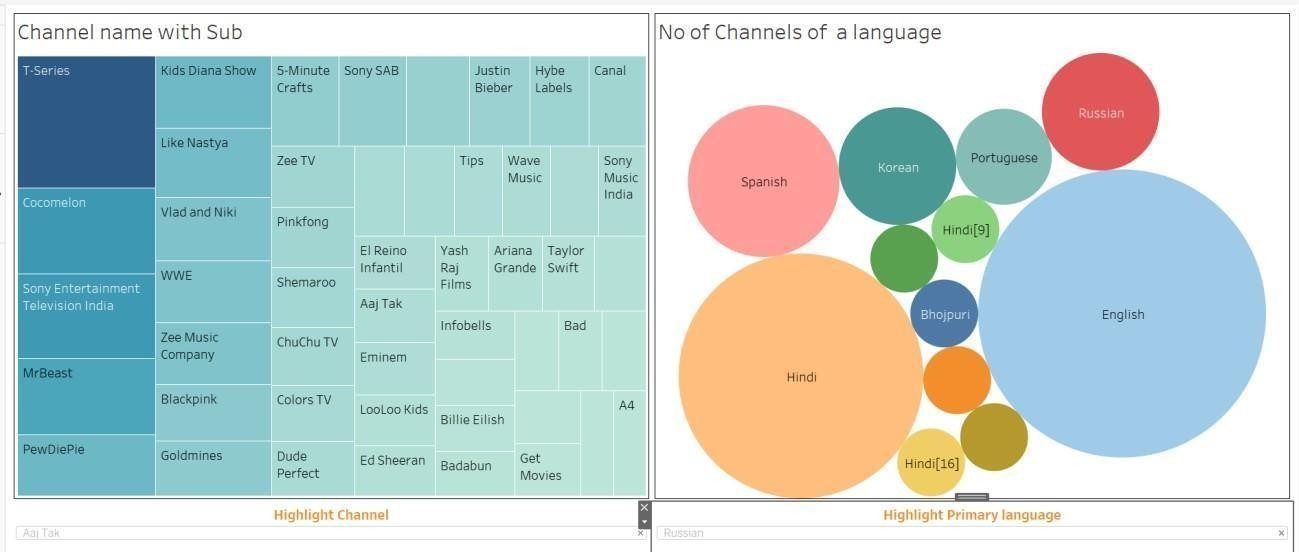 Channel name with Sub
T-Series
Cocomelon
Sony Entertainment
Television India
MrBeast
PewDiePie
Kids Diana Show
Like Nastya
Vlad and Niki
WWE
Zee Music
Company
Blackpink
Goldmines
5-Minute
Crafts
Sony SAB
Justin
Bieber
Hybe
Labels
Canal
Zee TV
Pinkfong
Shemaroo
ChuChu TV
Colors TV
Dude
Perfect
Tips
Wave
Music
Sony
Music
India
El Reino
Infantil
Aaj Tak
Eminem
LooLoo Kids
Ed Sheeran
Yash
Raj
Films
Ariana
Grande
Taylor
Swift
Infobells
Billie Eilish
Badabun
Bad
Get
Movies
A4
Highlight Channel
Aaj Tak
No of Channels of a language
Russian
Spanish
Korean
Portuguese
Hindi[9]
Bhojpuri
English
Hindi
Hindi[16]
Highlight Primary language
Russian